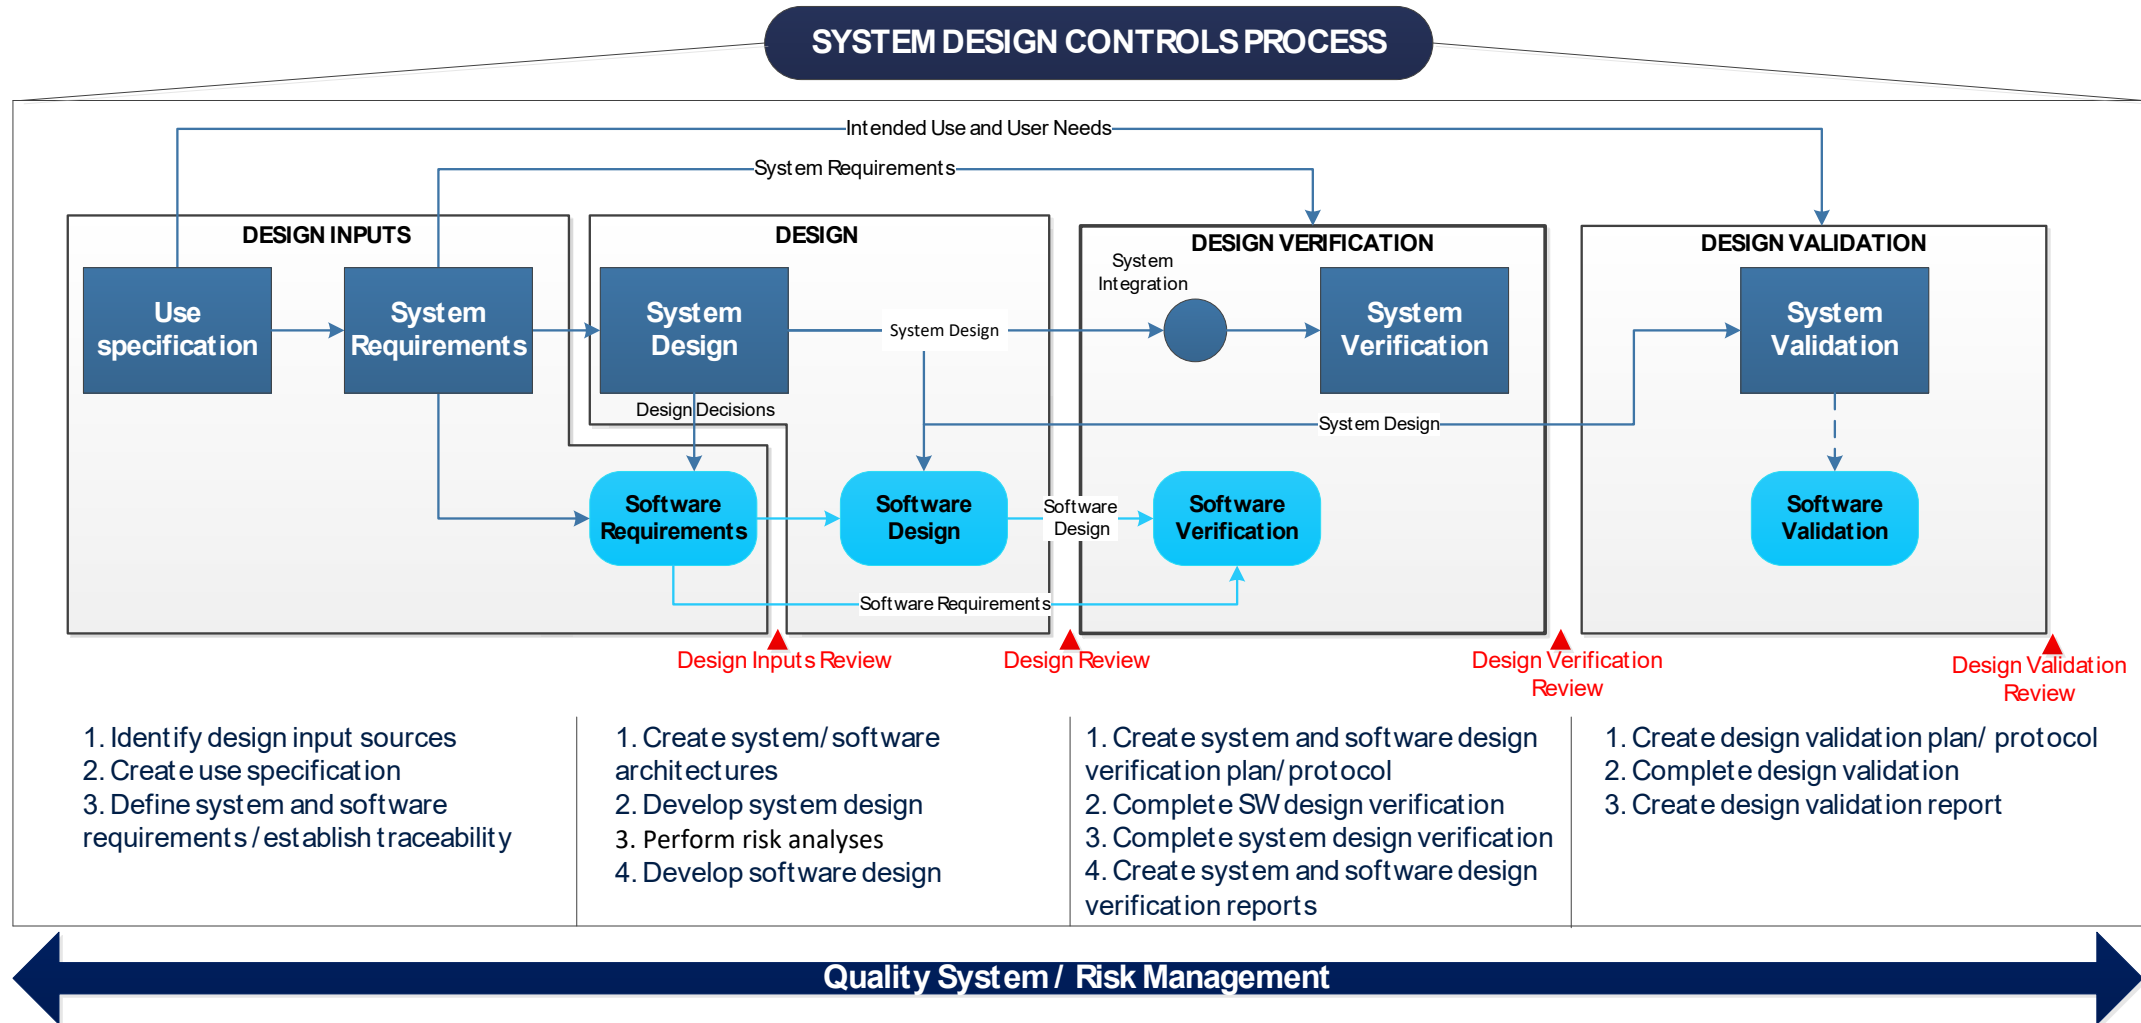 SYSTEM DESIGN CONTROLS PROCESS
Intended Use and User Needs
System Requirements
DESIGN INPUTS
DESIGN
DESIGN VERIFICATION
DESIGN VALIDATION
Use
specification
System
Requirements
System
Design
System Design
System
Integration
System
Verification
System
Validation
Design Decisions
System Design
Software
Requirements
Software
Design
Software
Design
Software
Verification
Software
Validation
Software Requirements
Design Inputs Review
Design Review
Design Verification
Review
Design Validation
Review
1. Identify design input sources
2. Create use specification
3. Define system and software
requirements / establish traceability
1. Create system/ software
architectures
2. Develop system design
3. Perform risk analyses
4. Develop software design
1. Create system and software design
verification plan/ protocol
2. Complete SW design verification
3. Complete system design verification
4. Create system and software design
verification reports
1. Create design validation plan/ protocol
2. Complete design validation
3. Create design validation report
Quality System / Risk Management